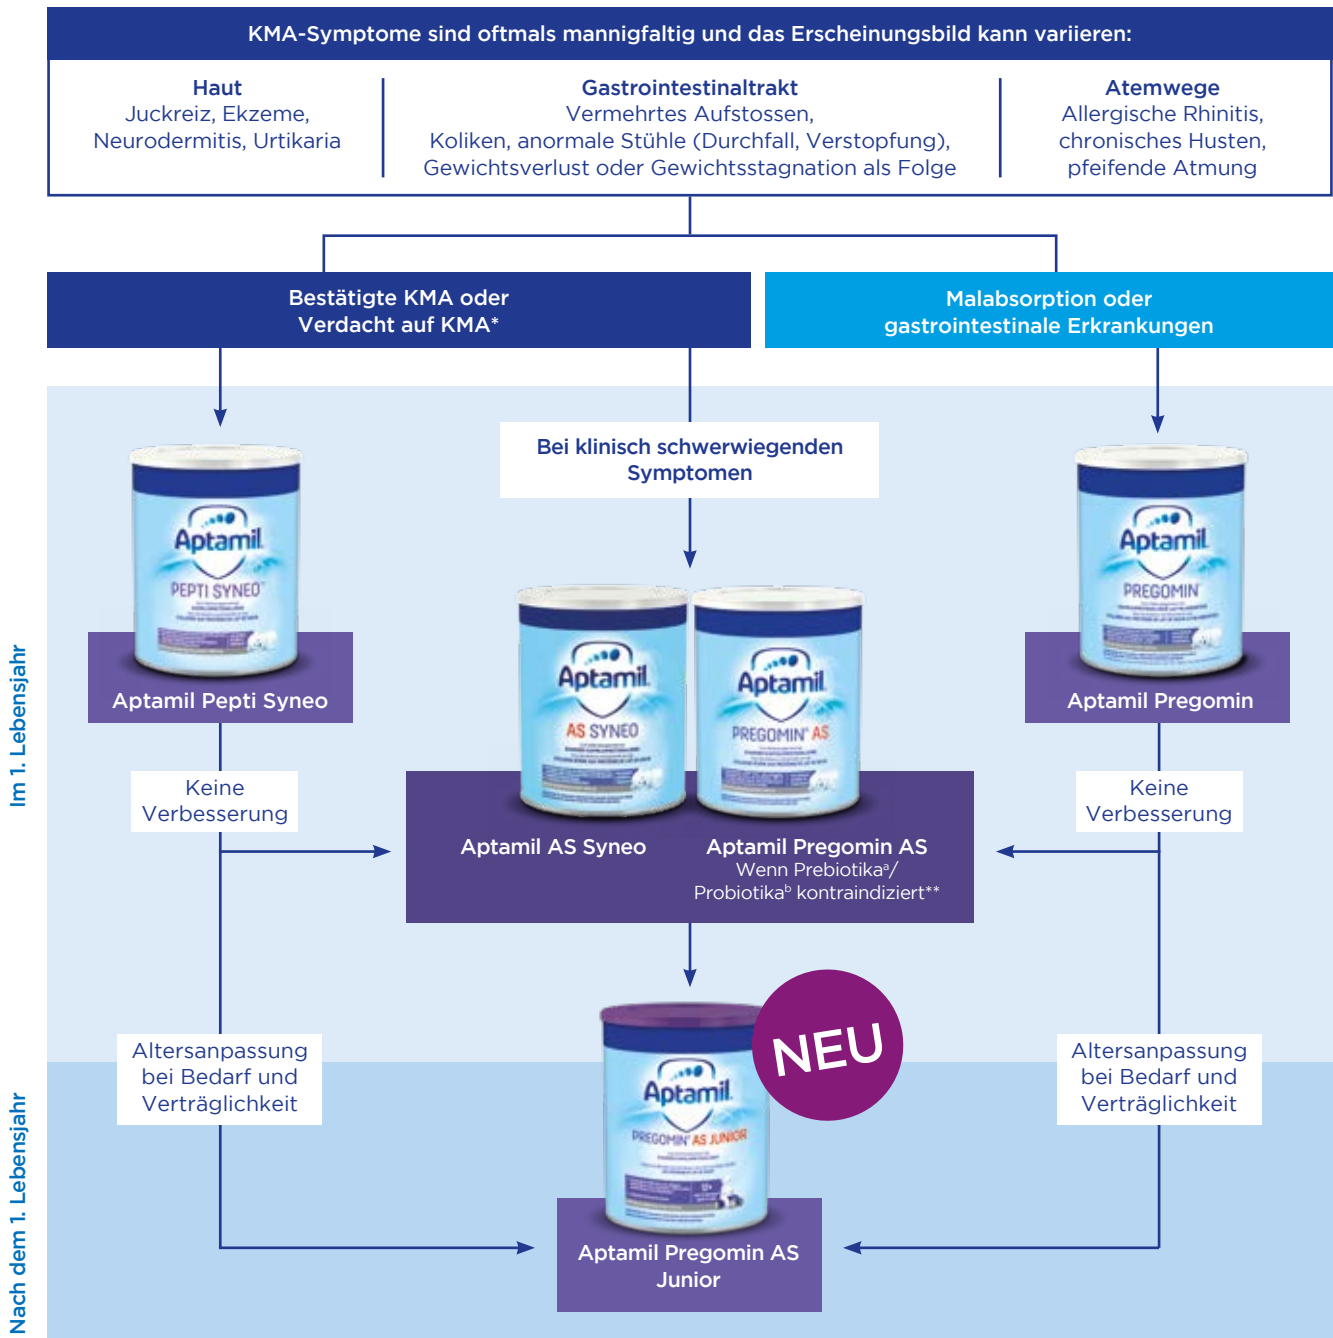 KMA-Symptome sind oftmals mannigfaltig und das Erscheinungsbild kann variieren:
Haut
Juckreiz, Ekzeme,
Neurodermitis, Urtikaria
Gastrointestinaltrakt
Vermehrtes Aufstossen,
Koliken, anormale Stühle (Durchfall, Verstopfung),
Gewichtsverlust oder Gewichtsstagnation als Folge
Atemwege
Allergische Rhinitis,
chronisches Husten,
pfeifende Atmung
Bestätigte KMA oder
Verdacht auf KMA*
Malabsorption oder
gastrointestinale Erkrankungen
Im 1. Lebensjahr
Bei klinisch schwerwiegenden
Symptomen
Aptamil
PEPTI SYNEO™
Aptamil Pepti Syneo
Aptamil
AS SYNEO
Aptamil
PREGOMIN® AS
Aptamil
PREGOMIN®
Aptamil Pregomin
Keine
Verbesserung
Aptamil AS Syneo
Aptamil Pregomin AS
Wenn Prebiotikaᵃ/
Probiotikaᵇ kontraindiziert**
Keine
Verbesserung
NEU
Altersanpassung
bei Bedarf und
Verträglichkeit
Aptamil
PREGOMIN® AS JUNIOR
Altersanpassung
bei Bedarf und
Verträglichkeit
Nach dem 1. Lebensjahr
Aptamil Pregomin AS
Junior